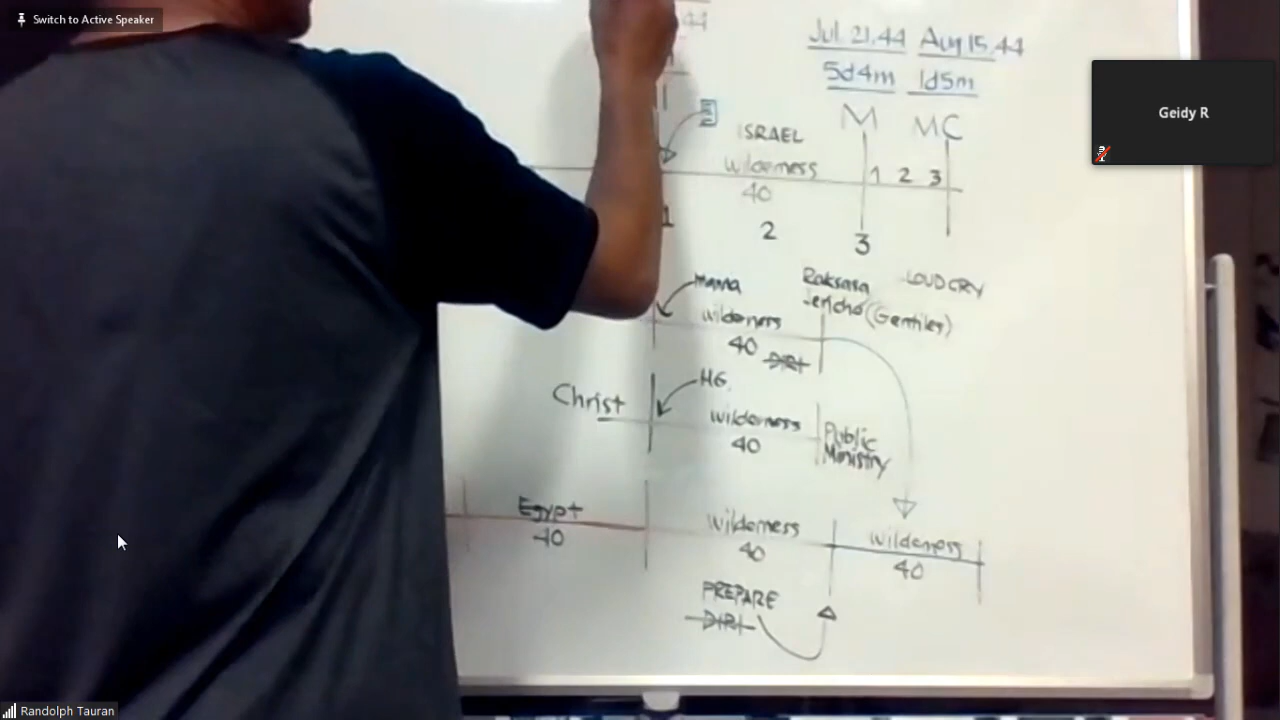 Switch to Active Speaker
44
Jul.21.44 Aug 15.44
5d4m 1d5m
Geidy R
M MC
ISRAEL
wilderness
1 2 3
40
1
2
3
manna
Raksasa
LOUD CRY
Jericho (Gentiles)
wilderness
40
Christ
HG.
wilderness
40
Public
Ministry
Egypt
40
wilderness
40
wilderness
40
PREPARE
Randolph Tauran